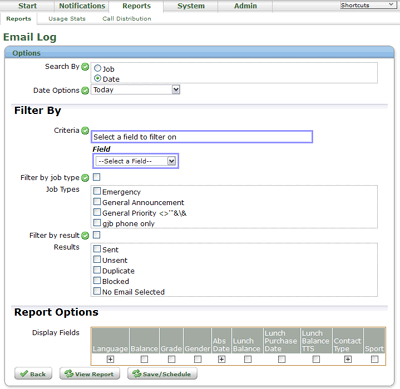 Start Notifications Reports System Admin Shortcuts
Reports Usage Stats Call Distribution
Email Log
Options
Search By Job
Date
Date Options Today
Filter By
Criteria
Select a field to filter on
Field
--Select a Field--
Filter by job type
Job Types Emergency
General Announcement
General Priority <>'"&\&
gjb phone only
Filter by result
Results Sent
Unsent
Duplicate
Blocked
No Email Selected
Report Options
Display Fields
Language Balance Grade Gender Abs Date Lunch Balance Lunch Purchase Date Lunch Balance TTS Contact Type Sport
Back View Report Save/Schedule